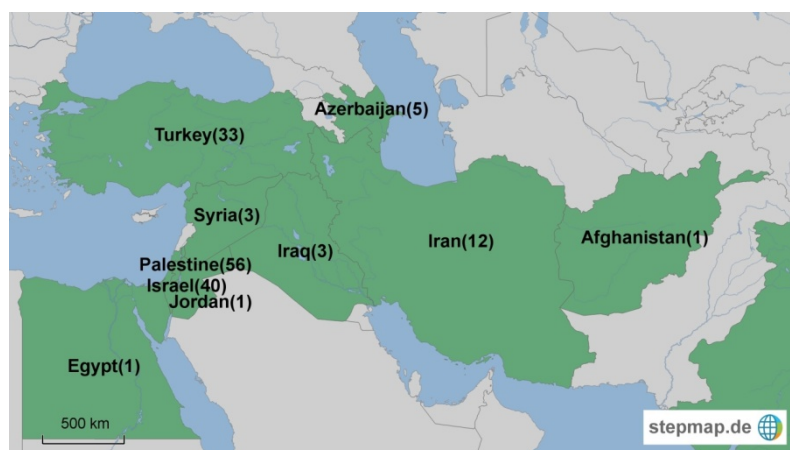 Azerbaijan(5)
Turkey(33)
Syria(3)
Iran(12)
Afghanistan(1)
Iraq(3)
Palestine(56)
Israel(40)
Jordan(1)
Egypt(1)
500 km
stepmap.de